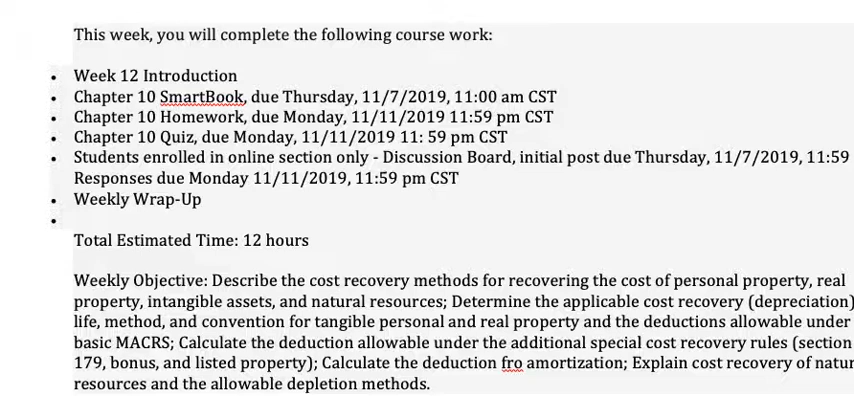 This week, you will complete the following course work:
• Week 12 Introduction
• Chapter 10 SmartBook, due Thursday, 11/7/2019, 11:00 am CST
• Chapter 10 Homework, due Monday, 11/11/2019 11:59 pm CST
• Chapter 10 Quiz, due Monday, 11/11/2019 11: 59 pm CST
• Students enrolled in online section only - Discussion Board, initial post due Thursday, 11/7/2019, 11:59
Responses due Monday 11/11/2019, 11:59 pm CST
• Weekly Wrap-Up
•
Total Estimated Time: 12 hours
Weekly Objective: Describe the cost recovery methods for recovering the cost of personal property, real
property, intangible assets, and natural resources; Determine the applicable cost recovery (depreciation)
life, method, and convention for tangible personal and real property and the deductions allowable under
basic MACRS; Calculate the deduction allowable under the additional special cost recovery rules (section
179, bonus, and listed property); Calculate the deduction fro amortization; Explain cost recovery of natur
resources and the allowable depletion methods.